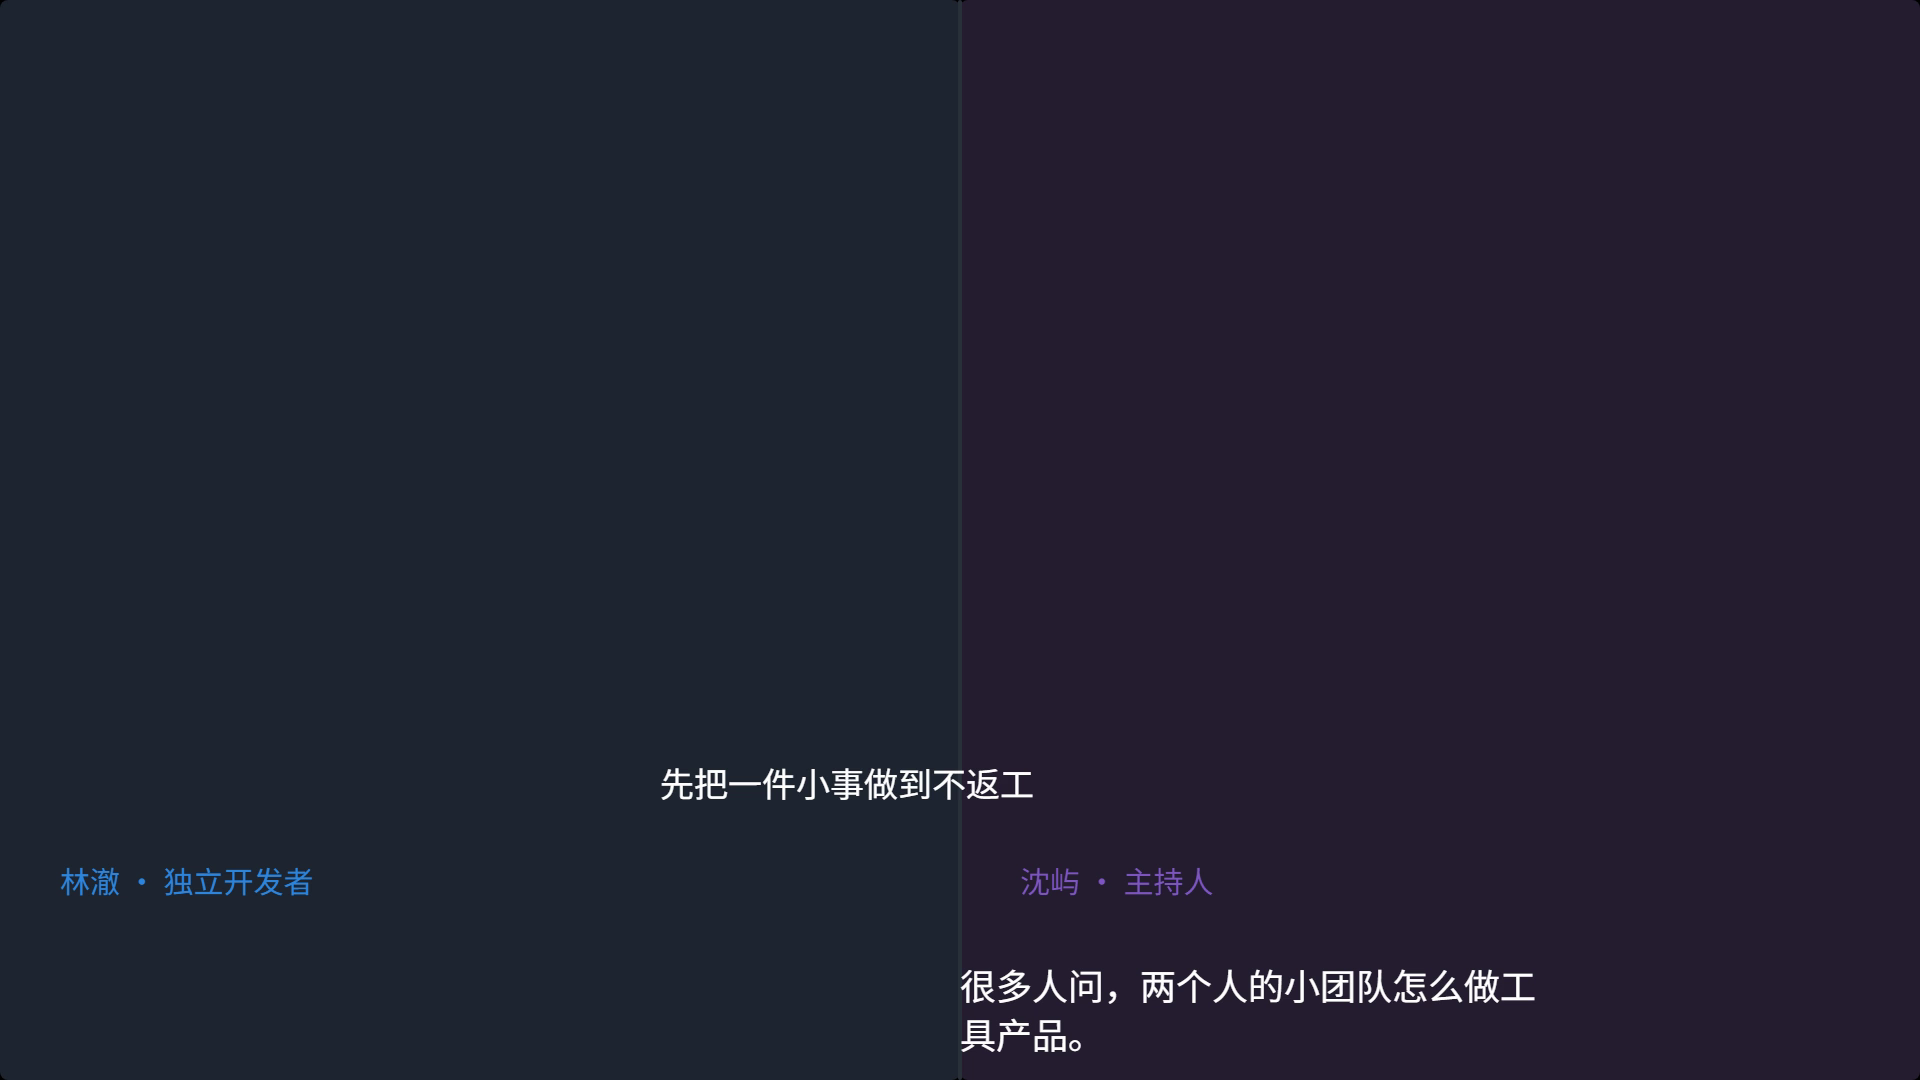 先把一件小事做到不返工
林澈 · 独立开发者
沈屿 · 主持人
很多人问，两个人的小团队怎么做工
具产品。